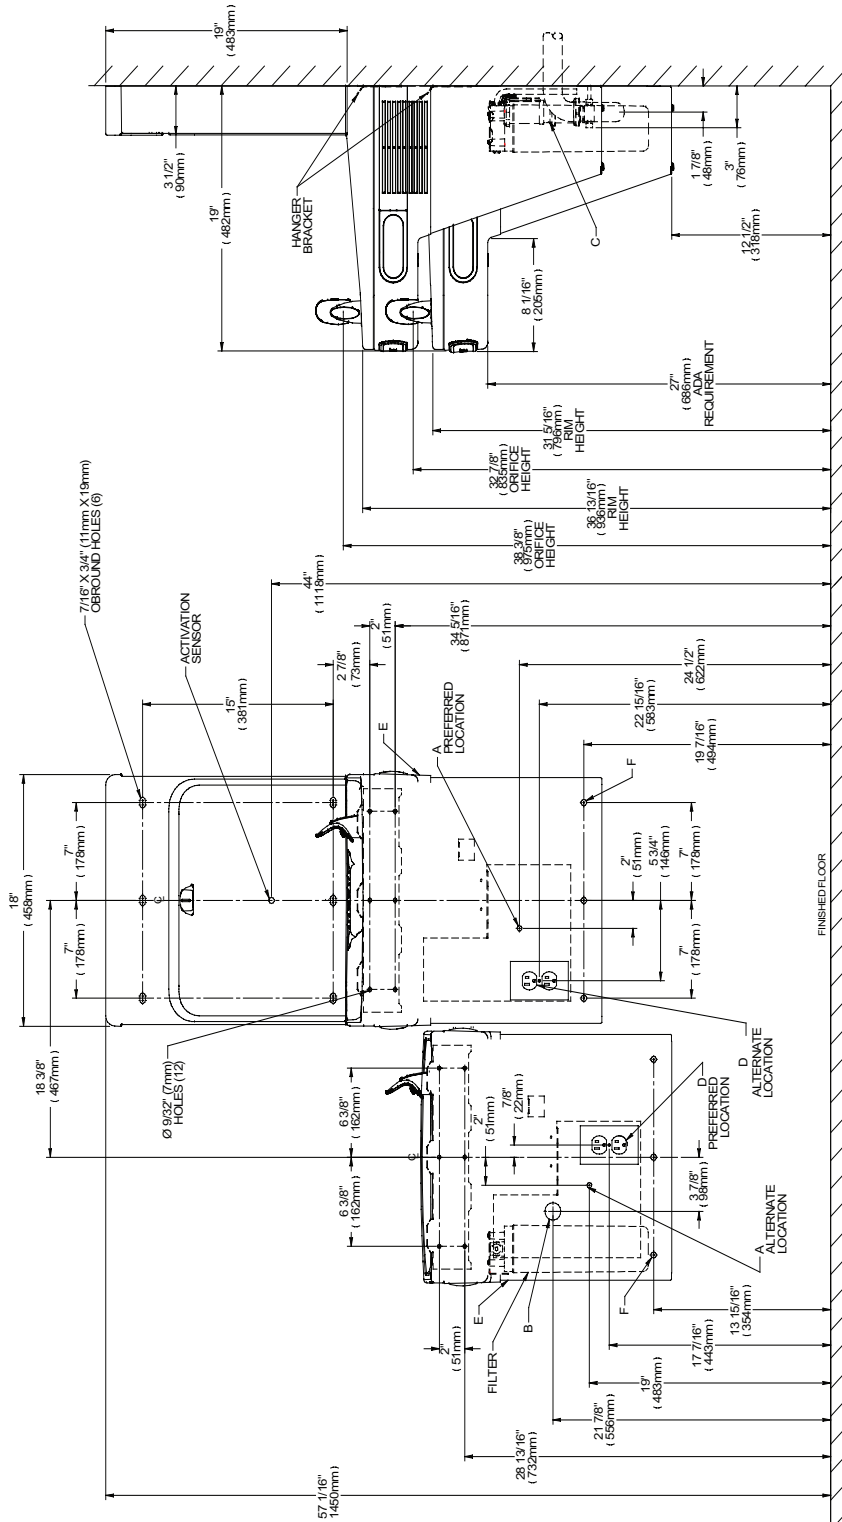 19"
(483mm)
3 1/2"
(90mm)
19"
(482mm)
HANGER
BRACKET
C
8 1/16"
(205mm)
1 7/8"
(48mm)
3"
(76mm)
12 1/2"
(318mm)
27"
(686mm)
ADA
REQUIREMENT
31 5/16"
(796mm)
RIM
HEIGHT
32 7/8"
(835mm)
ORIFICE
HEIGHT
36 13/16"
(936mm)
RIM
HEIGHT
38 3/8"
(975mm)
ORIFICE
HEIGHT
44"
(1118mm)
7/16" X 3/4" (11mm X 19mm)
OBROUND HOLES (6)
ACTIVATION
SENSOR
15"
(381mm)
2 7/8"
(73mm)
2"
(51mm)
34 5/16"
(871mm)
E
A
PREFERRED
LOCATION
24 1/2"
(622mm)
22 15/16"
(583mm)
19 7/16"
(494mm)
F
18"
(458mm)
7"
(178mm)
7"
(178mm)
18 3/8"
(467mm)
2"
(51mm)
5 3/4"
(146mm)
7"
(178mm)
7"
(178mm)
FINISHED FLOOR
Ø 9/32" (7mm)
HOLES (12)
6 3/8"
(162mm)
6 3/8"
(162mm)
7/8"
(22mm)
2"
(51mm)
D
ALTERNATE
LOCATION
D
PREFERRED
LOCATION
3 7/8"
(98mm)
A
ALTERNATE
LOCATION
F
E
B
FILTER
2"
(51mm)
13 15/16"
(354mm)
17 7/16"
(443mm)
19"
(483mm)
21 7/8"
(556mm)
28 13/16"
(732mm)
57 1/16"
1450mm)